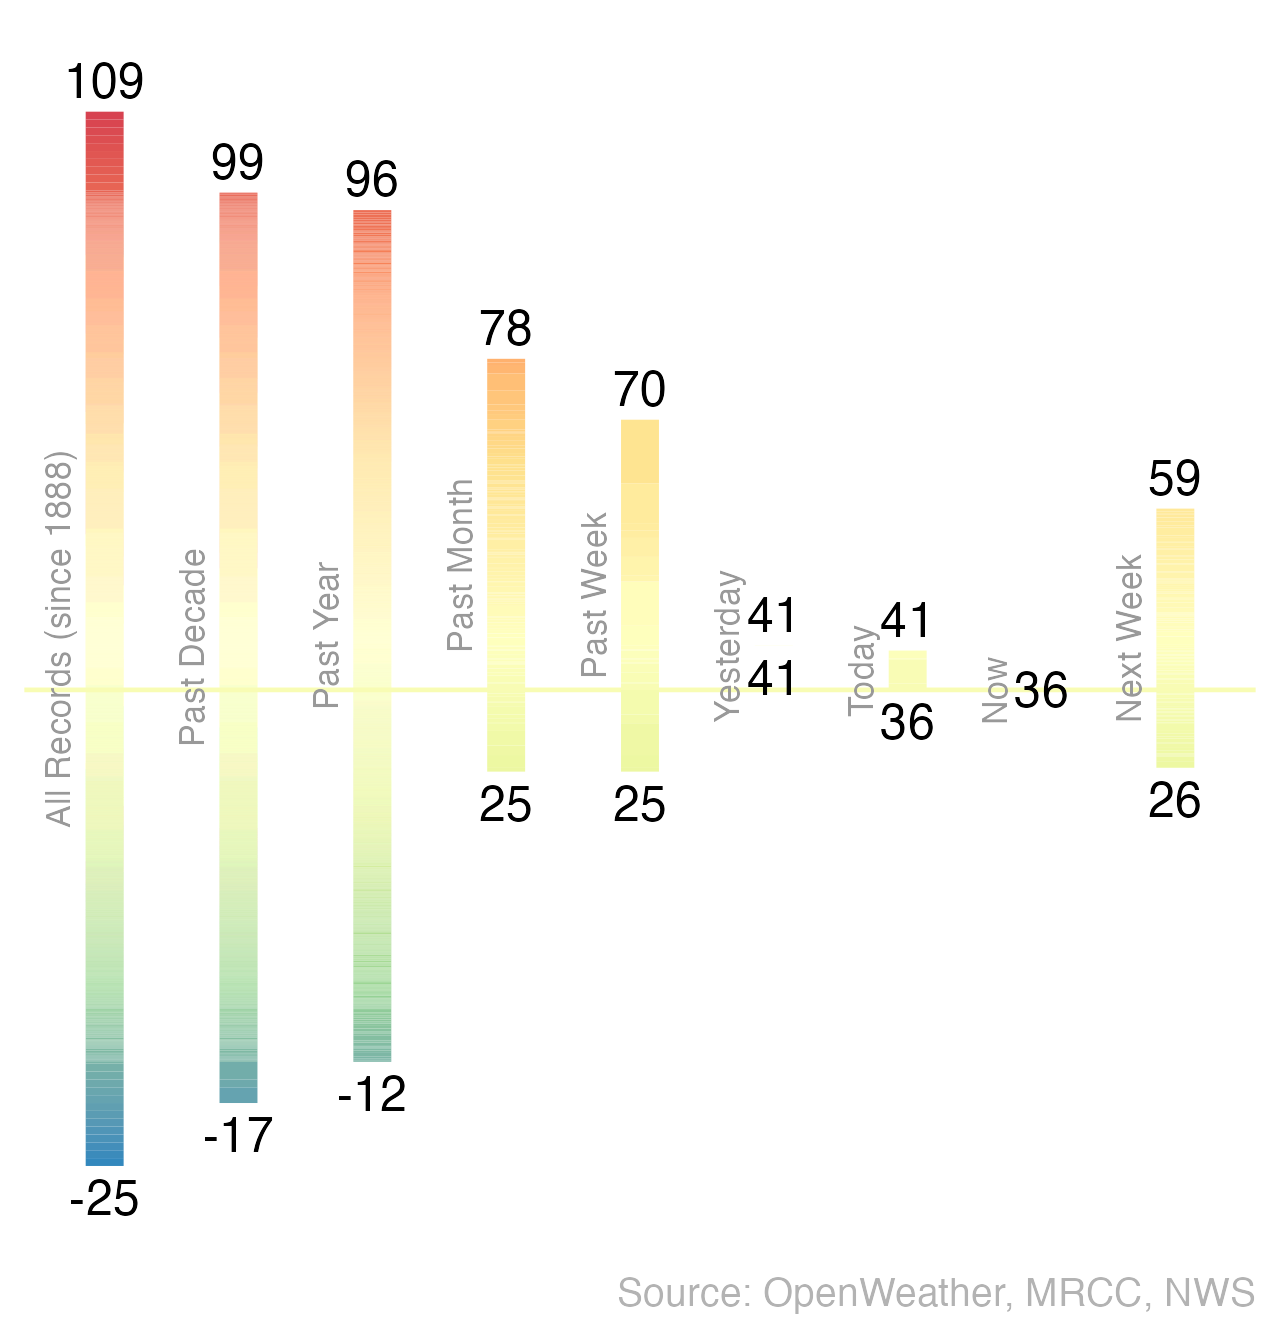 109
All Records (since 1888)
-25
99
Past Decade
-17
96
Past Year
-12
78
Past Month
25
70
Past Week
25
41
Yesterday
41
41
Today
36
Now
36
59
Next Week
26
Source: OpenWeather, MRCC, NWS